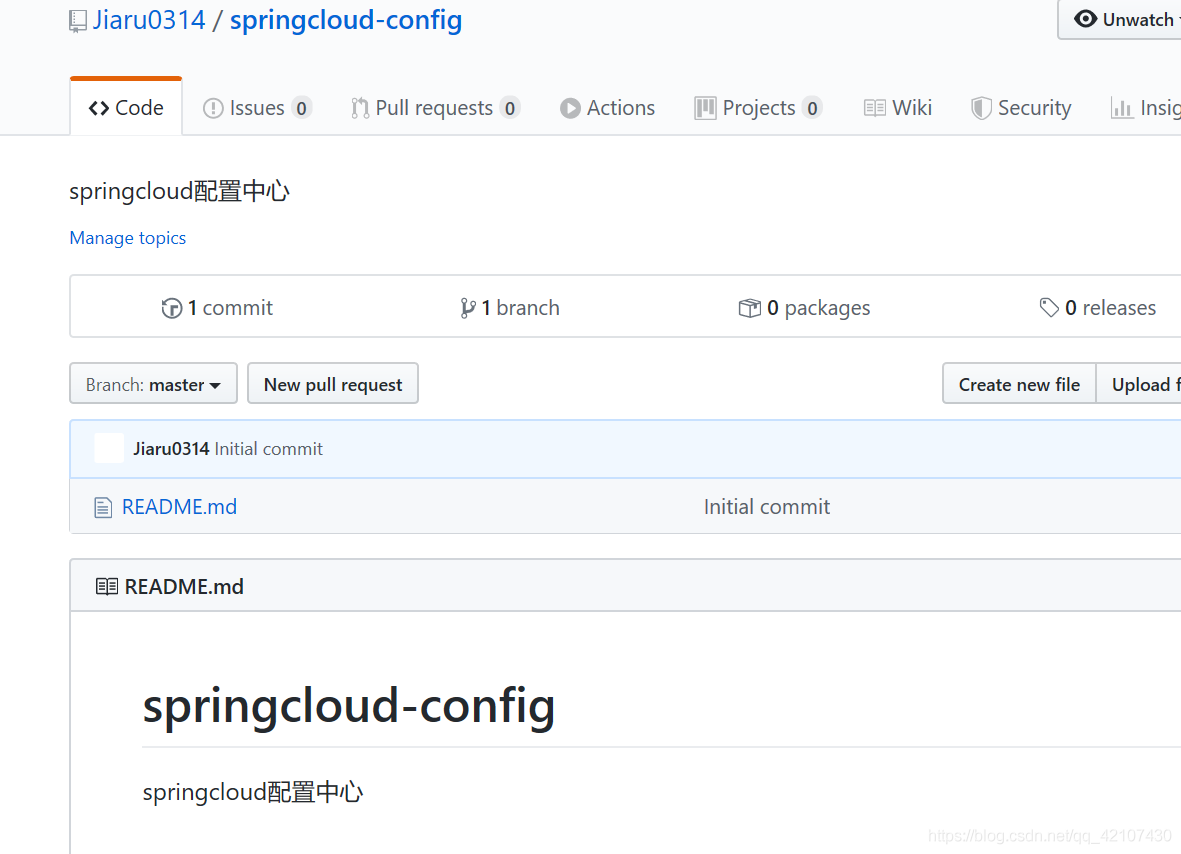 Jiaru0314 / springcloud-config
Unwatch
Code Issues 0 Pull requests 0 Actions Projects 0 Wiki Security Insig
springcloud配置中心
Manage topics
1 commit 1 branch 0 packages 0 releases
Branch: master New pull request Create new file Upload f
Jiaru0314 Initial commit
README.md Initial commit
README.md
springcloud-config
springcloud配置中心
https://blog.csdn.net/qq_42107430